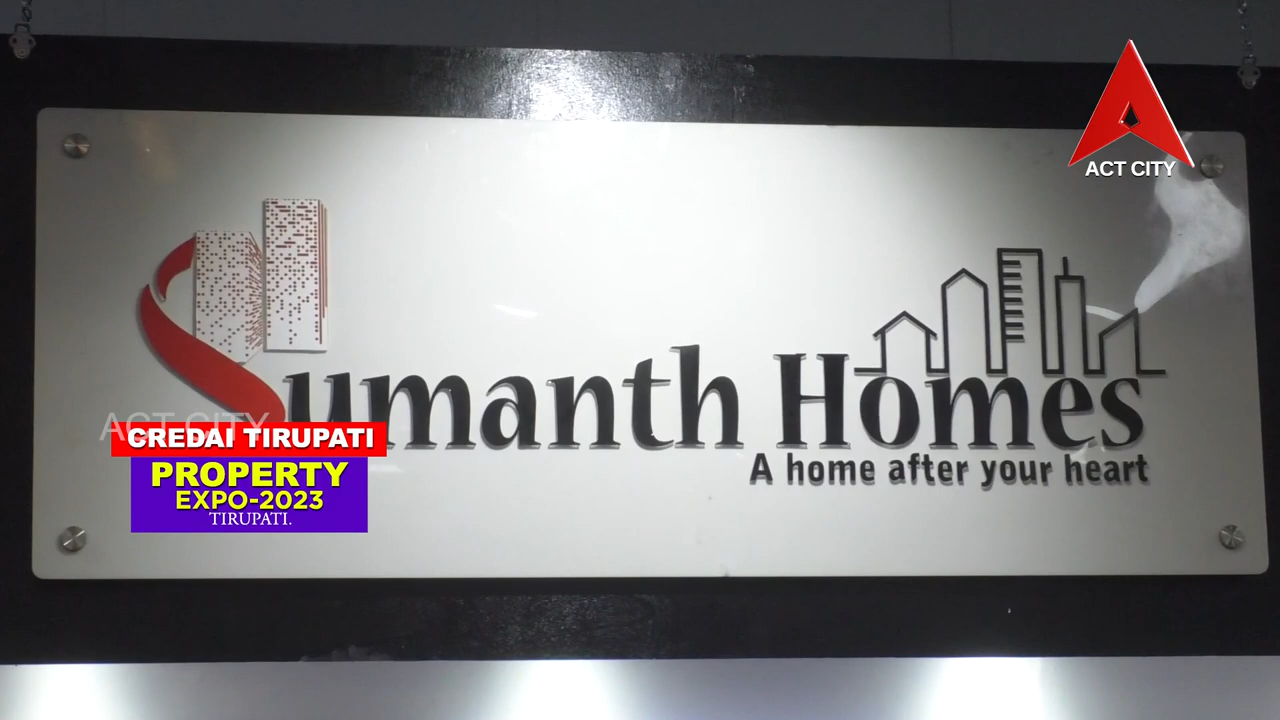 ACT CITY
Sumanth Homes
A home after your heart
ACT CITY
CREDAI TIRUPATI
PROPERTY
EXPO-2023
TIRUPATI.